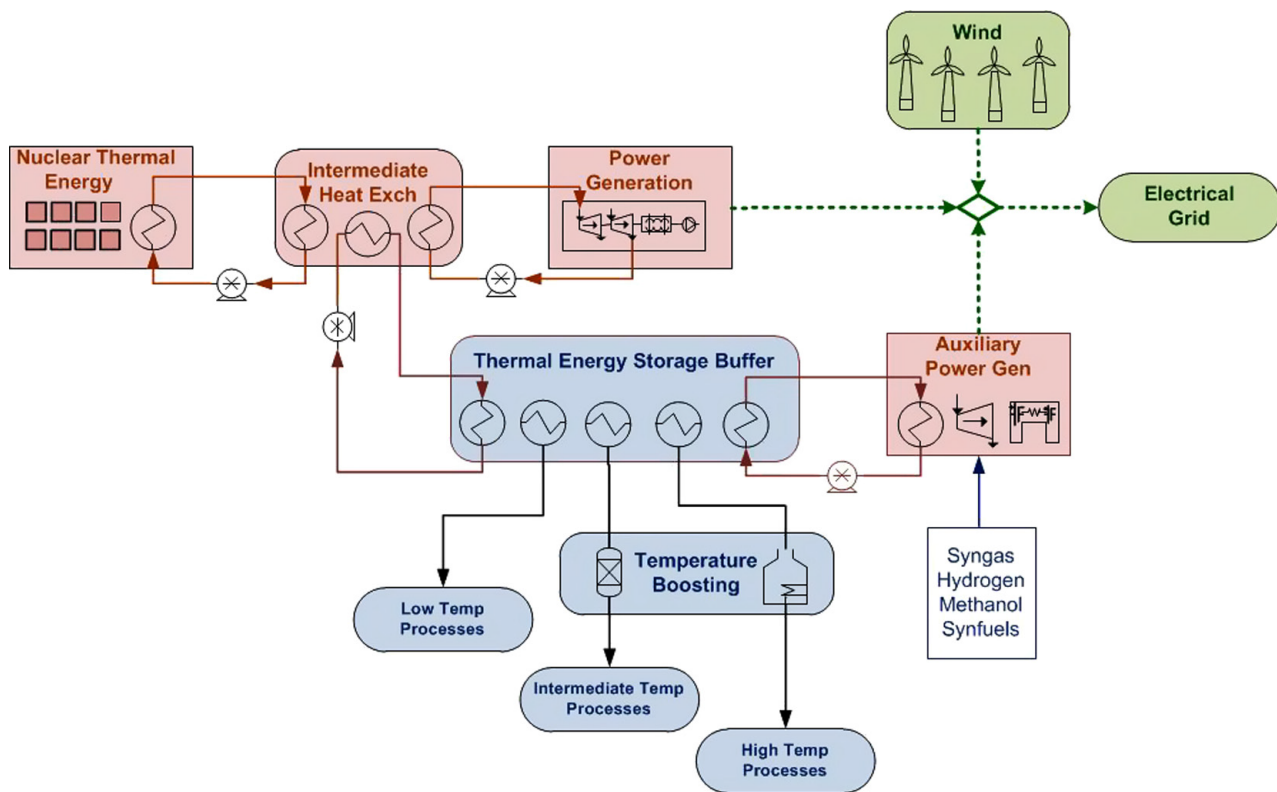 Wind
Nuclear Thermal
Energy
Intermediate
Heat Exch
Power
Generation
Electrical
Grid
Thermal Energy Storage Buffer
Auxiliary
Power Gen
Temperature
Boosting
Syngas
Hydrogen
Methanol
Synfuels
Low Temp
Processes
Intermediate Temp
Processes
High Temp
Processes